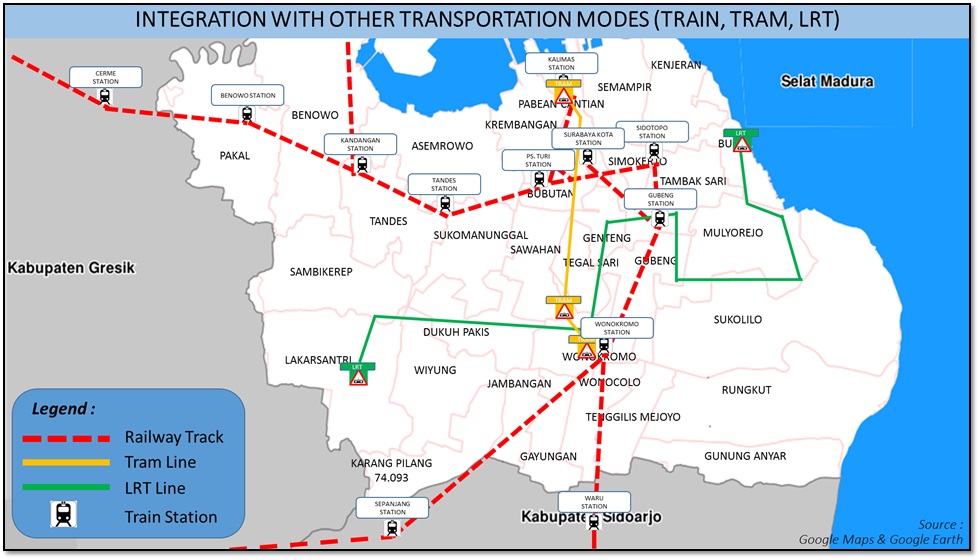 INTEGRATION WITH OTHER TRANSPORTATION MODES (TRAIN, TRAM, LRT)
KALIMAS
STATION
KENJERAN
CERME
STATION
Selat Madura
TRAM
SEMAMPIR
BENOWO STATION
PABEAN CANTIAN
BENOWO
KREMBANGAN
SURABAYA KOTA
STATION
SIDOTOPO
STATION
LRT
BU
KANDANGAN
STATION
ASEMROWO
PAKAL
PS. TURI
STATION
SIMOKERTO
TANDES
STATION
TAMBAK SARI
BUBUTAN
GUBENG
STATION
TANDES
SUKOMANUNGGAL
GENTENG
MULYOREJO
SAWAHAN
Kabupaten Gresik
TEGAL SARI
GUBENG
SAMBIKEREP
TRAM
SUKOLILO
WONOKROMO
STATION
DUKUH PAKIS
LAKARSANTRI
WONOKROMO
LRT
WIYUNG
JAMBANGAN
WONOCOLO
RUNGKUT
Legend :
TENGGILIS MEJOYO
Railway Track
Tram Line
GAYUNGAN
GUNUNG ANYAR
KARANG PILANG
74.093
LRT Line
SEPANJANG
STATION
WARU
STATION
Train Station
Kabupaten Sidoarjo
Source :
Google Maps & Google Earth